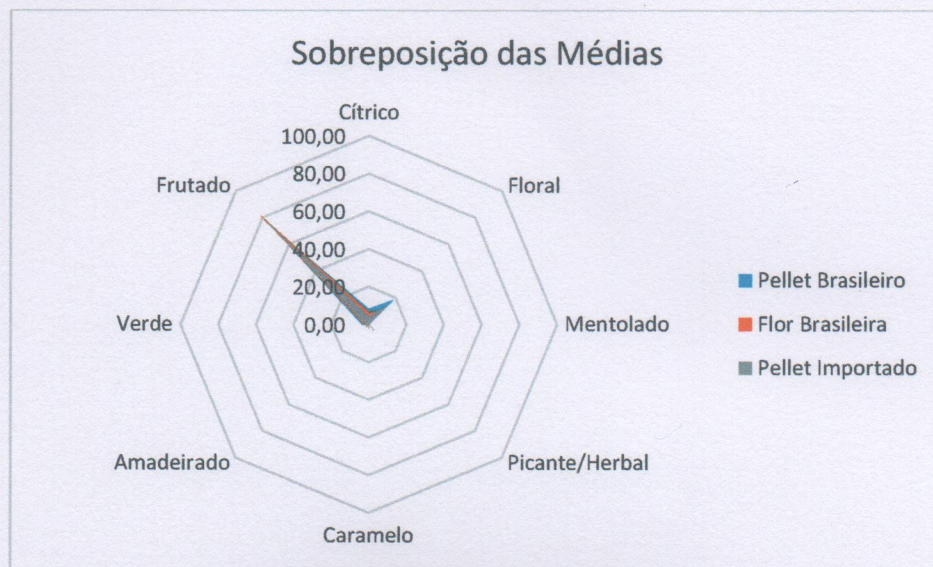 Sobreposição das Médias
Cítrico
100,00
80,00
60,00
40,00
20,00
0,00
Floral
Mentolado
Picante/Herbal
Caramelo
Amadeirado
Verde
Frutado
Pellet Brasileiro
Flor Brasileira
Pellet Importado